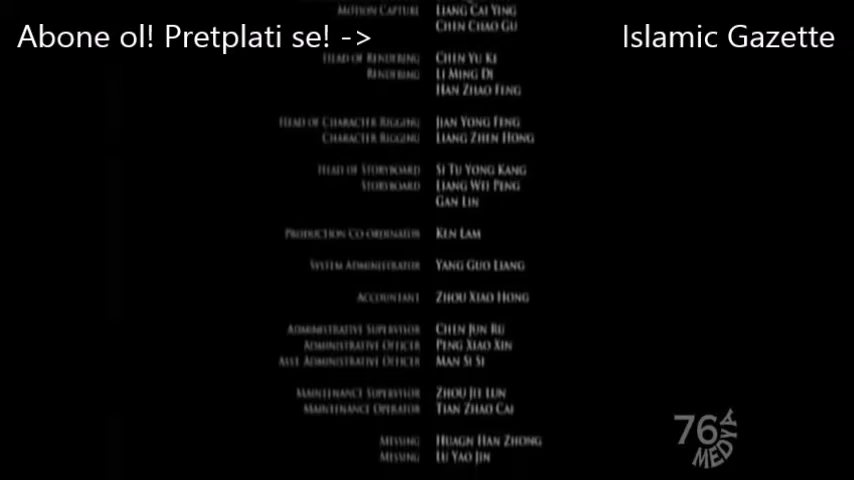 MOTION CAPTURE LIANG CAI YING
CHEN CHAO GU
Abone ol! Pretplati se! ->
Islamic Gazette
HEAD OF RENDERING CHEN YU KI
RENDERING LI MING DI
HAN ZHAO FENG
HEAD OF CHARACTER RIGGING JIAN YONG FENG
CHARACTER RIGGING LIANG ZHEN HONG
HEAD OF STORYBOARD SI TU YONG KANG
STORYBOARD LIANG WEI PENG
GAN LIN
PRODUCTION CO-ORDINATOR KEN LAM
SYSTEM ADMINISTRATOR YANG GUO LIANG
ACCOUNTANT ZHOU XIAO HONG
ADMINISTRATIVE SUPERVISOR CHEN JUN RU
ADMINISTRATIVE OFFICER PENG XIAO XIN
ASST ADMINISTRATIVE OFFICER MAN SI SI
MAINTENANCE SUPERVISOR ZHOU JIE LUN
MAINTENANCE OPERATOR TIAN ZHAO CAI
MESSING HUAGN HAN ZHONG
MESSING LU YAO JIN
76 MEDYA